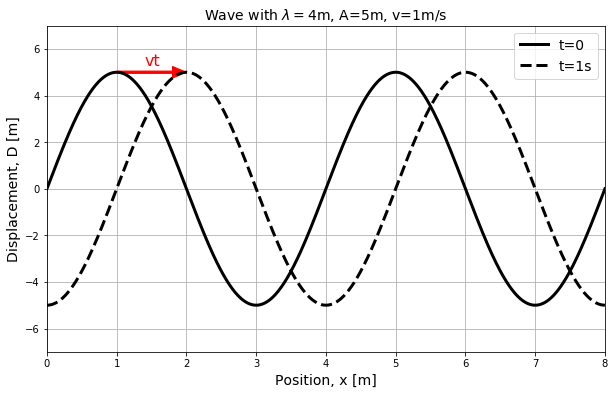 Wave with λ = 4m, A=5m, v=1m/s
vt
t=0
t=1s
Displacement, D [m]
6
4
2
0
−2
−4
−6
0 1 2 3 4 5 6 7 8
Position, x [m]